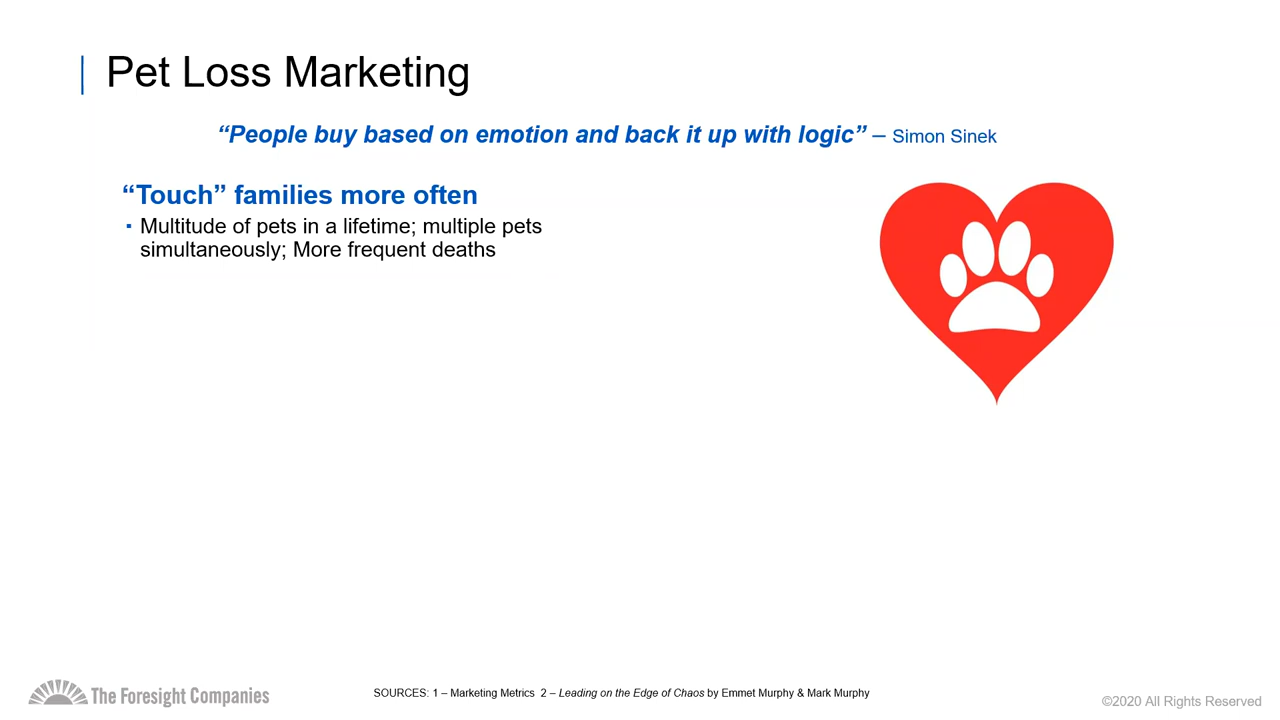 Pet Loss Marketing
“People buy based on emotion and back it up with logic” – Simon Sinek
“Touch” families more often
▪ Multitude of pets in a lifetime; multiple pets
simultaneously; More frequent deaths
The Foresight Companies
SOURCES: 1 – Marketing Metrics 2 – Leading on the Edge of Chaos by Emmet Murphy & Mark Murphy
©2020 All Rights Reserved